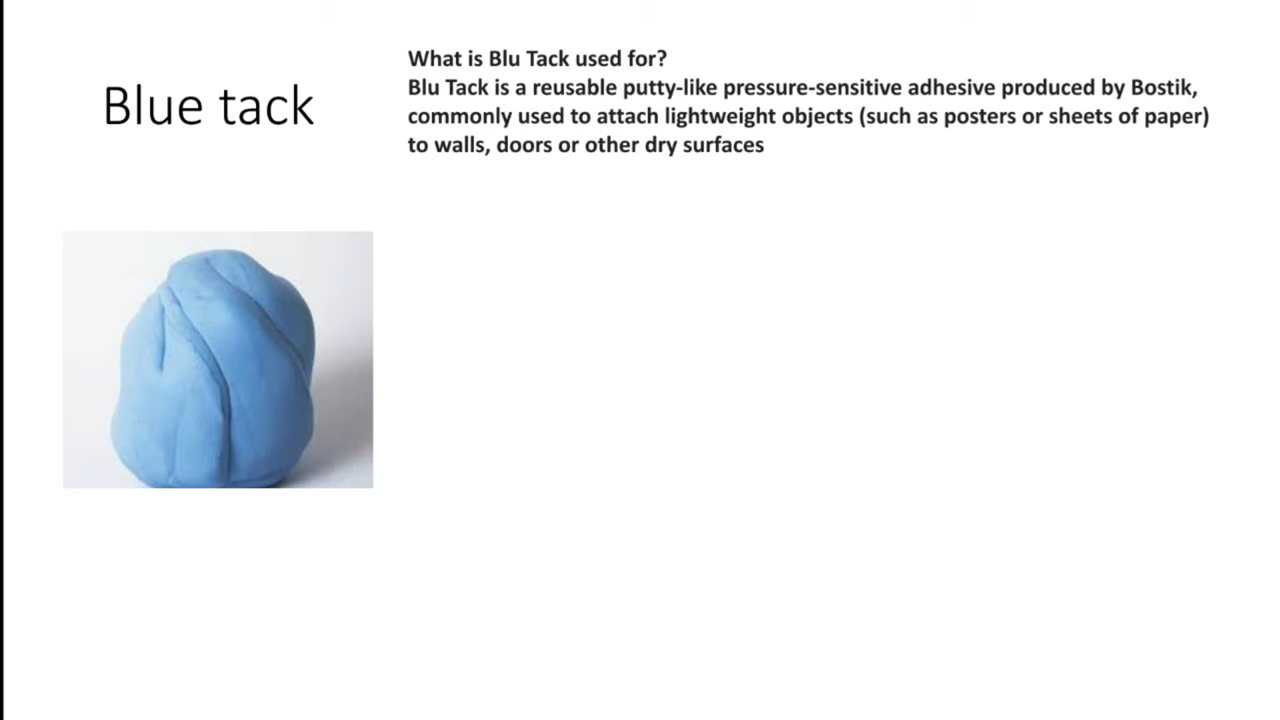 Blue tack
What is Blu Tack used for?
Blu Tack is a reusable putty-like pressure-sensitive adhesive produced by Bostik,
commonly used to attach lightweight objects (such as posters or sheets of paper)
to walls, doors or other dry surfaces